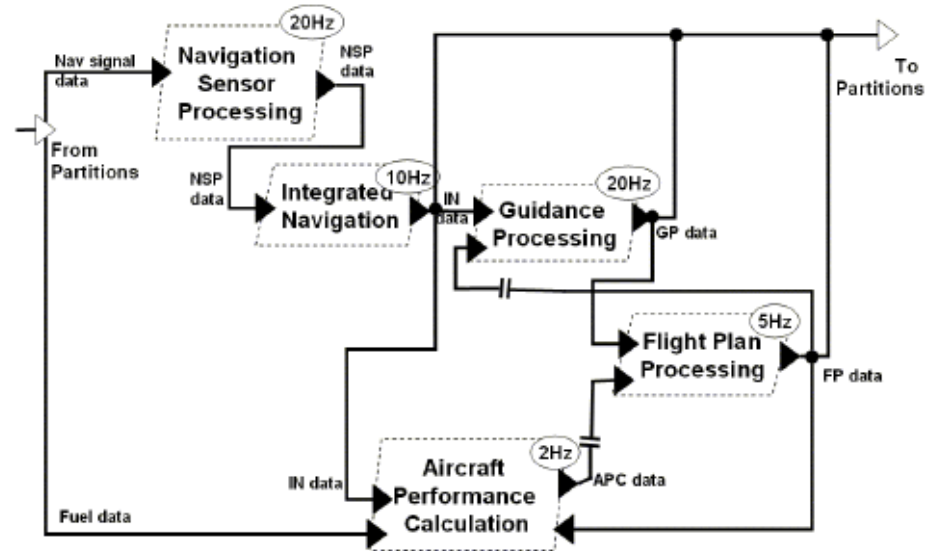 20Hz
Navigation
Sensor
Processing
Nav signal
data
NSP
data
To
Partitions
From
Partitions
NSP
data
10Hz
Integrated
Navigation
IN
data
20Hz
Guidance
Processing
GP data
5Hz
Flight Plan
Processing
FP data
2Hz
Aircraft
Performance
Calculation
IN data
APC data
Fuel data